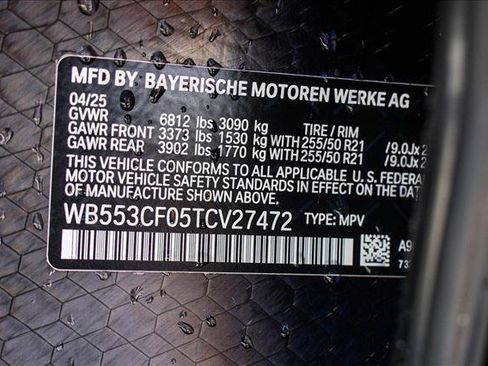 MFD BY. BAYERISCHE MOTOREN WERKE AG
04/25
GVWR 6812 lbs 3090 kg TIRE / RIM
GAWR FRONT 3373 lbs 1530 kg WITH 255/50 R21 /9.0Jx
GAWR REAR 3902 lbs 1770 kg WITH 255/50 R21 /9.0Jx
THIS VEHICLE CONFORMS TO ALL APPLICABLE U.S. FEDERA
MOTOR VEHICLE SAFETY STANDARDS IN EFFECT ON THE DATE
OF MANUFACTURE SHOWN ABOVE.
WB553CF05TCV27472 TYPE: MPV
A9